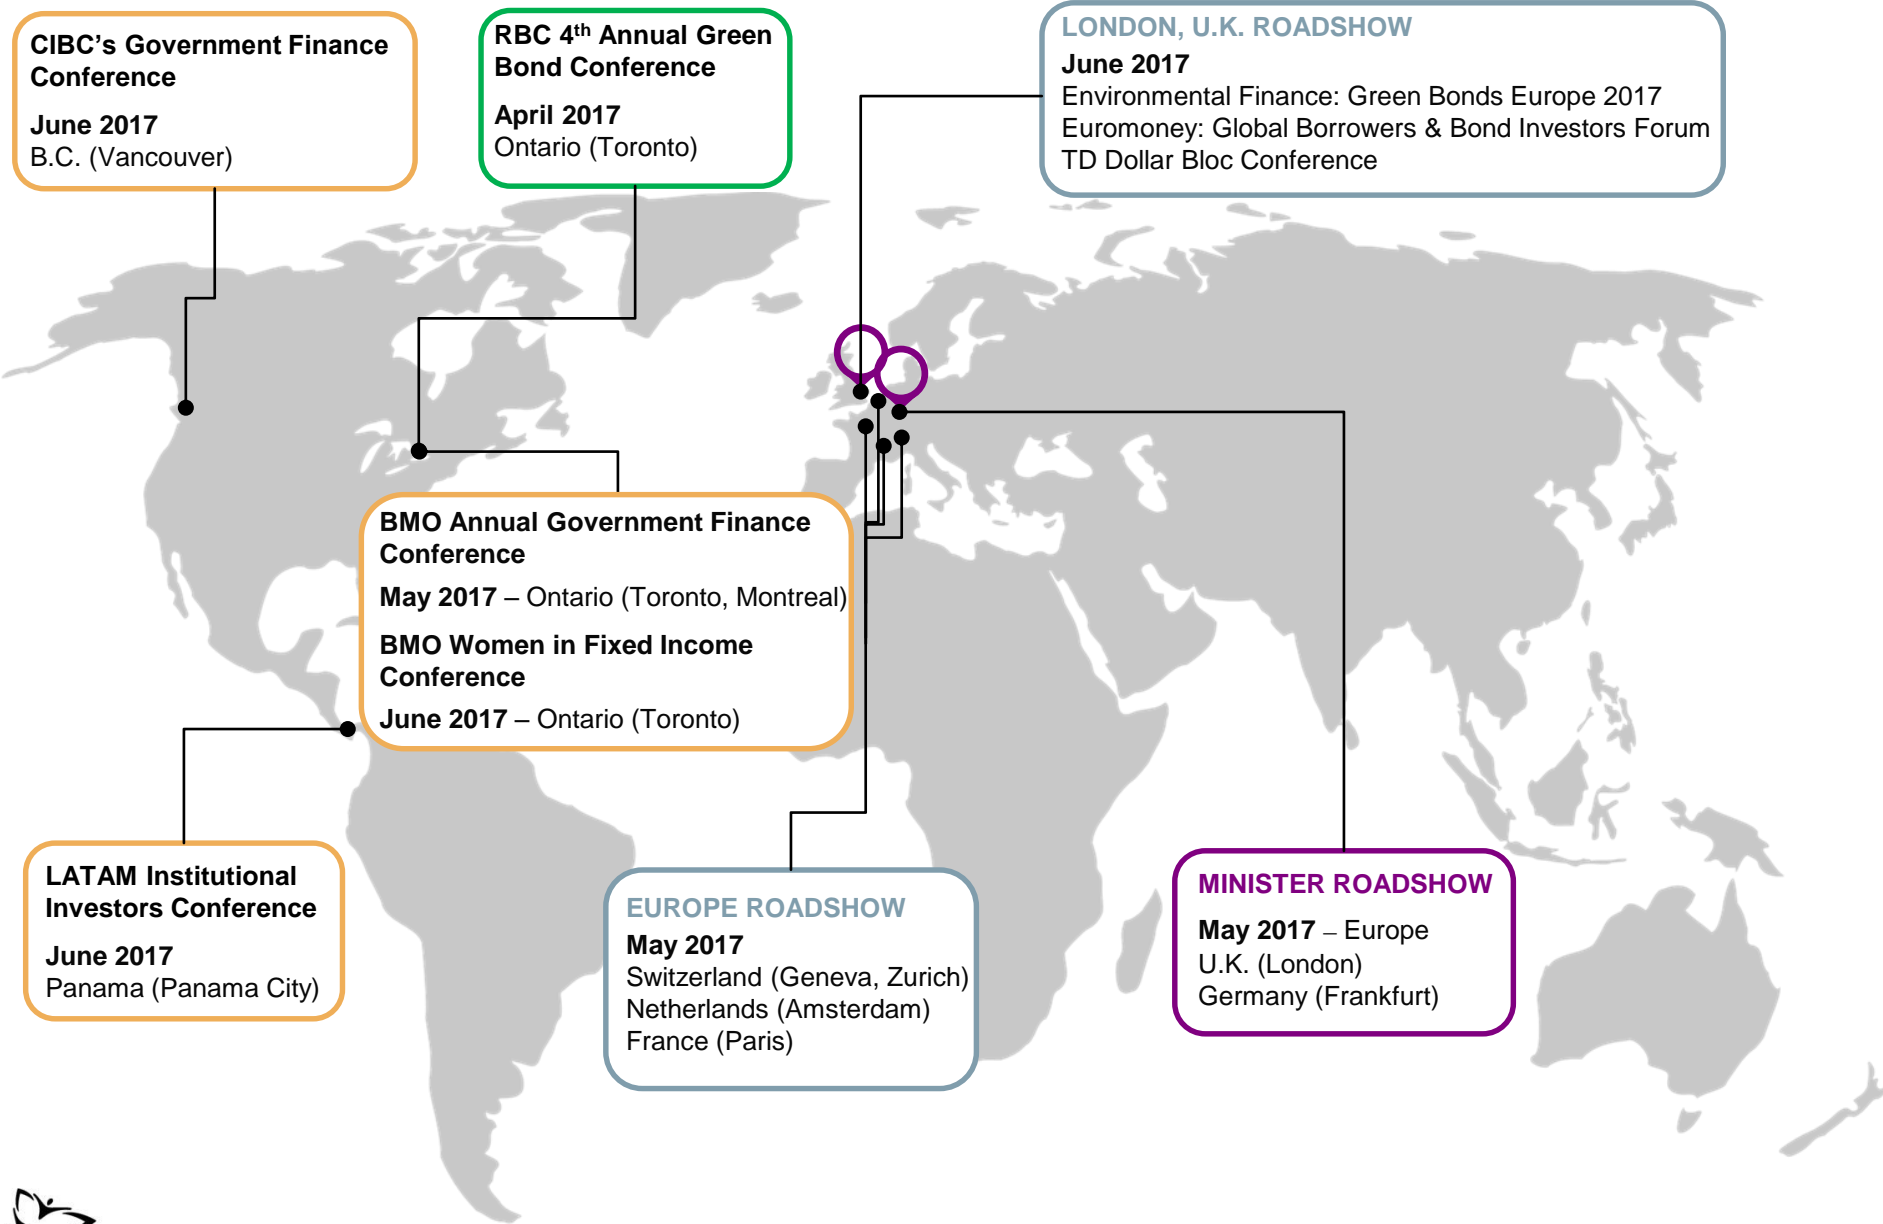 CIBC's Government Finance
Conference
June 2017
B.C. (Vancouver)
RBC 4th Annual Green
Bond Conference
April 2017
Ontario (Toronto)
LONDON, U.K. ROADSHOW
June 2017
Environmental Finance: Green Bonds Europe 2017
Euromoney: Global Borrowers & Bond Investors Forum
TD Dollar Bloc Conference
BMO Annual Government Finance
Conference
May 2017 – Ontario (Toronto, Montreal)
BMO Women in Fixed Income
Conference
June 2017 – Ontario (Toronto)
LATAM Institutional
Investors Conference
June 2017
Panama (Panama City)
EUROPE ROADSHOW
May 2017
Switzerland (Geneva, Zurich)
Netherlands (Amsterdam)
France (Paris)
MINISTER ROADSHOW
May 2017 – Europe
U.K. (London)
Germany (Frankfurt)